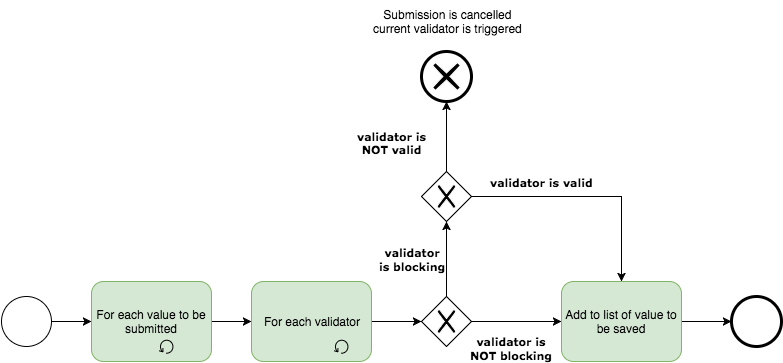 Submission is cancelled
current validator is triggered
validator is
NOT valid
validator is valid
validator
is blocking
For each value to be
submitted
For each validator
validator is
NOT blocking
Add to list of value to
be saved